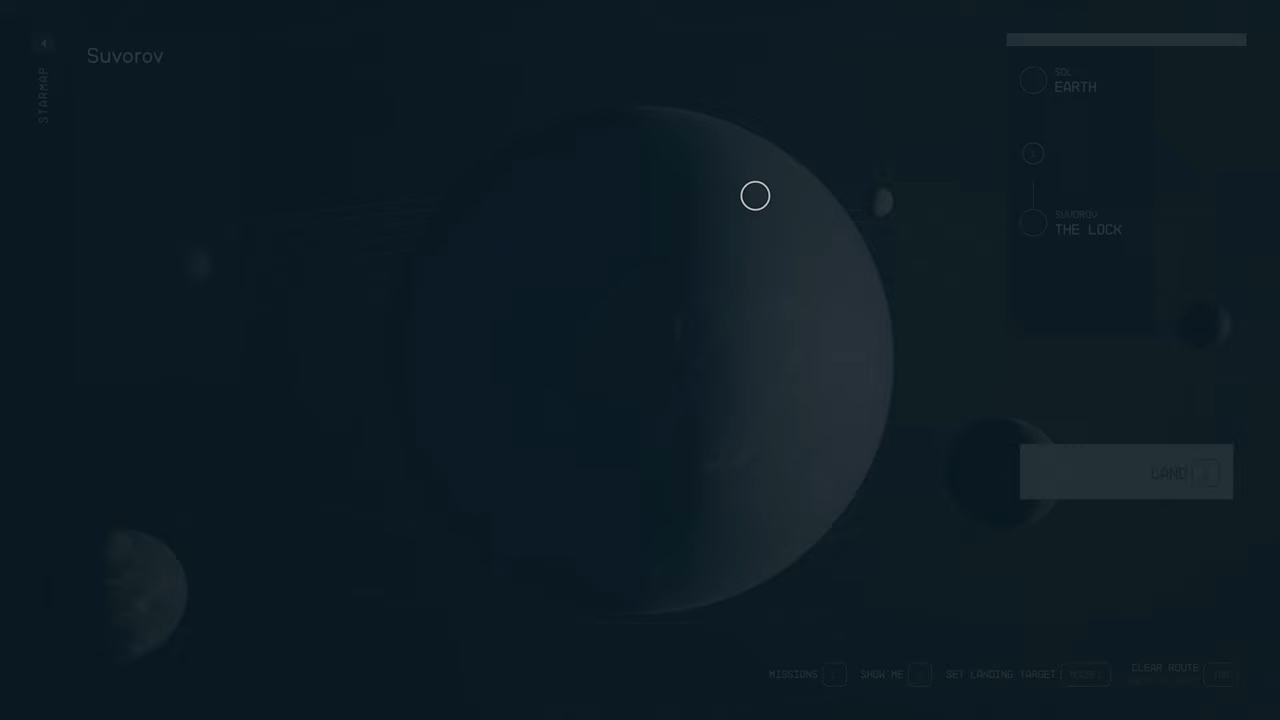 Suvorov
STARMAP
SOL
EARTH
SUVOROV
THE LOCK
LAND
MISSIONS
SHOW ME
SET LANDING TARGET
CLEAR ROUTE